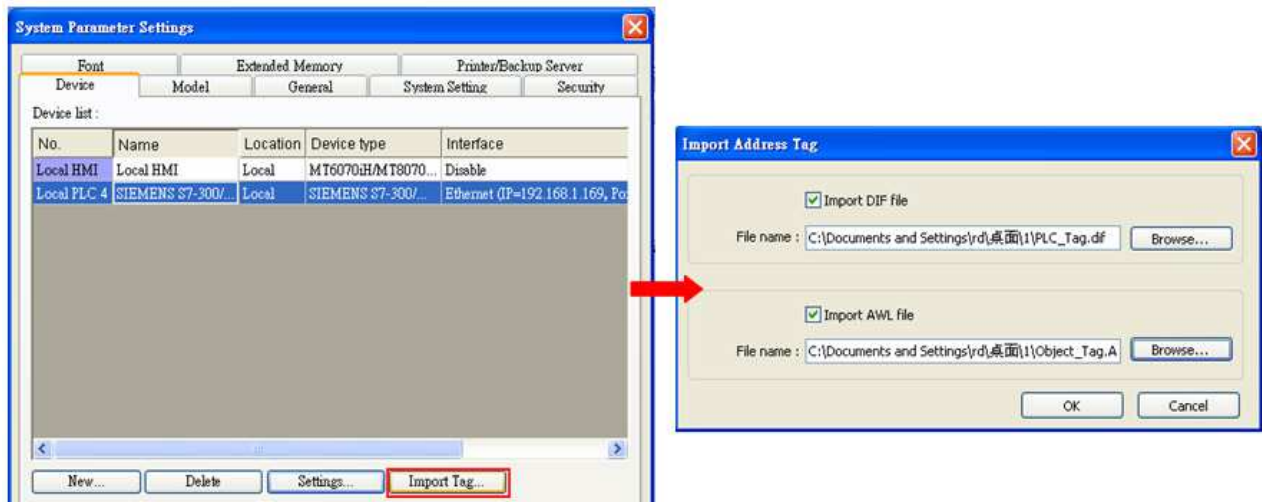 System Parameter Settings
Font Extended Memory Printer/Backup Server
Device Model General System Setting Security
Device list :
No. Name Location Device type Interface
Local HMI Local HMI Local MT6070iH/MT8070... Disable
Local PLC 4 SIEMENS S7-300/... Local SIEMENS S7-300/... Ethernet (IP=192.168.1.169, Po
New... Delete Settings... Import Tag...
Import Address Tag
Import DIF file
File name : C:\Documents and Settings\rd\桌面\1\PLC_Tag.dif Browse...
Import AWL file
File name : C:\Documents and Settings\rd\桌面\1\Object_Tag.A Browse...
OK Cancel